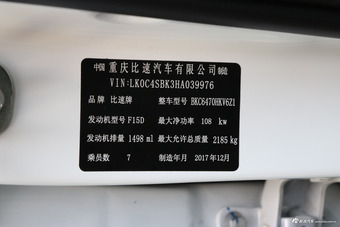 中国 重庆比速汽车有限公司 制造
VIN:LK0C4SBK3HA039976
品牌 比速牌 整车型号 BKC6470HKV6Z1
发动机型号 F15D 最大净功率 108 kw
发动机排量 1498 ml 最大允许总质量 2185 kg
乘员数 7 制造年月 2017年12月